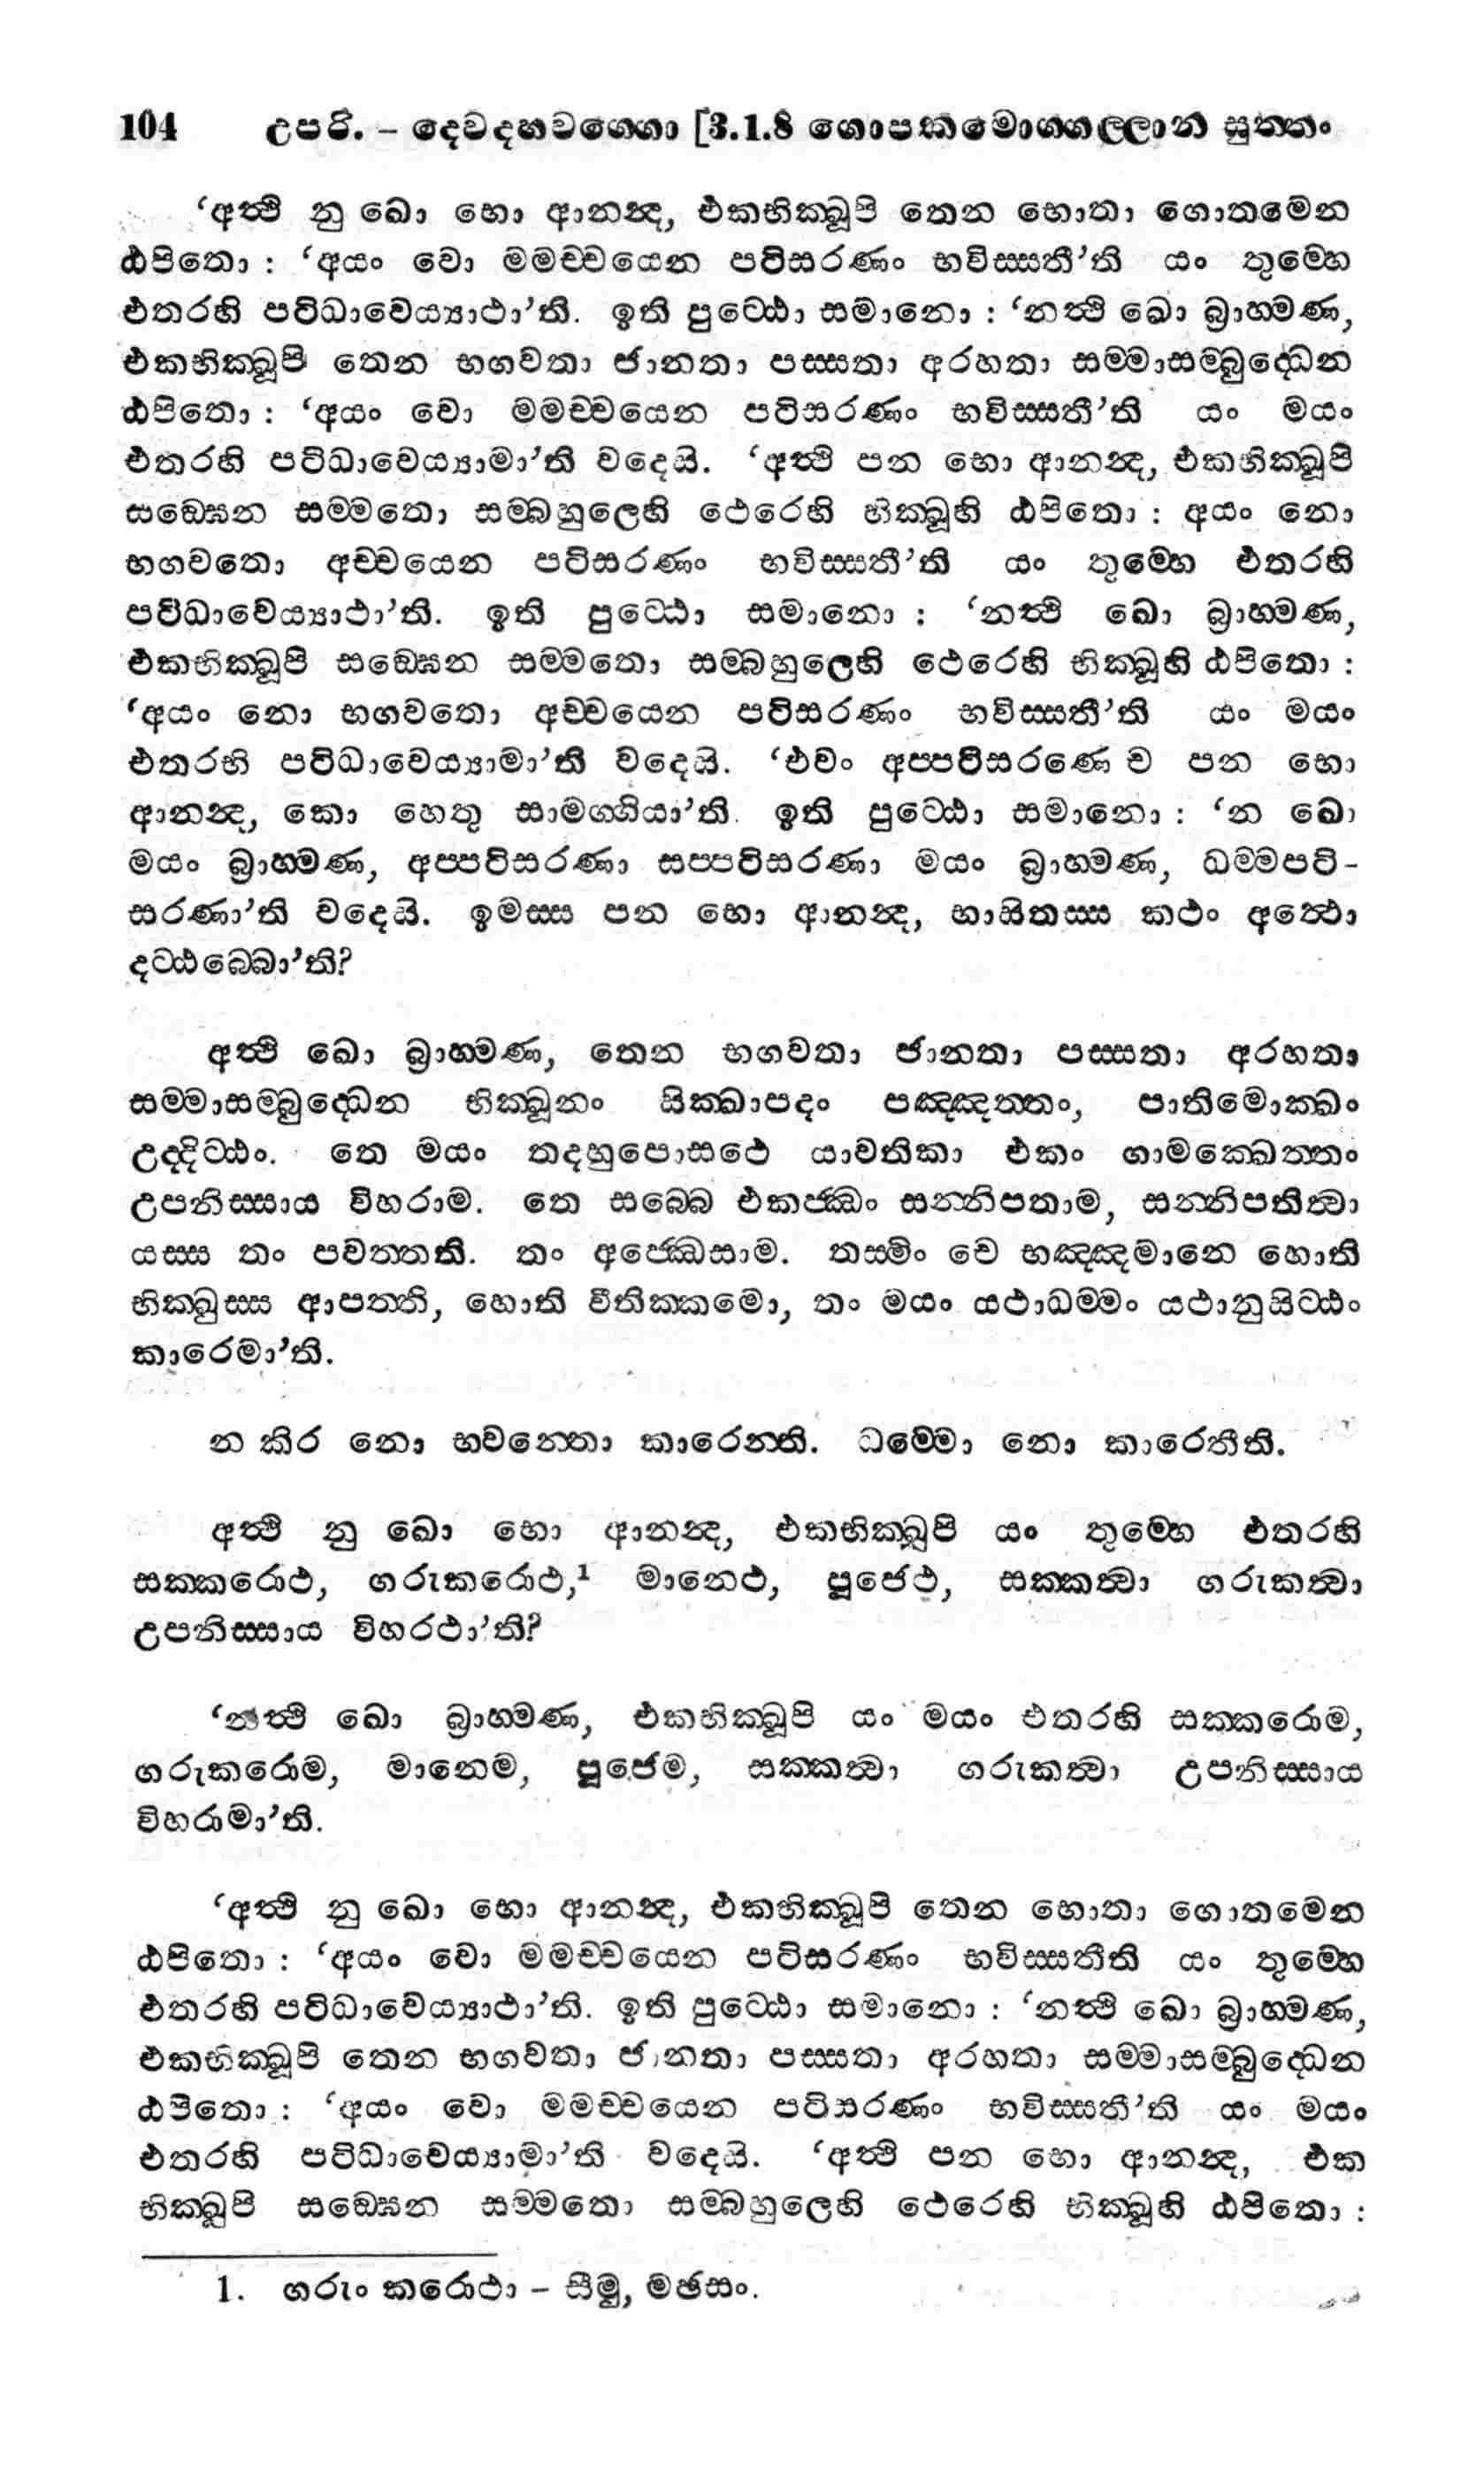 104 උපරි. - දෙවදහවග්ගො [3.1.8 ගොපකමොග්ගල්ලාන සුත්තං
‘අත්ථි නු ඛො භො ආනන්ද, එකභික්ඛූපි තෙන භොතා ගොතමෙන
ඨපිතො : ‘අයං වො මමච්චයෙන පටිසරණං භවිස්සතී’ති යං තුම්හෙ
එතරහි පටිධාවෙය්‍යාථා’ති. ඉති පුට්ඨො සමානො : ‘නත්ථි ඛො බ්‍රාහ්මණ,
එකභික්ඛූපි තෙන භගවතා ජානතා පස්සතා අරහතා සම්මාසම්බුද්ධෙන
ඨපිතො : ‘අයං වො මමච්චයෙන පටිසරණං භවිස්සතී’ති යං මයං
එතරහි පටිධාවෙය්‍යාමා’ති වදෙසි. ‘අත්ථි පන භො ආනන්ද, එකභික්ඛූපි
සඞ්ඝෙන සම්මතො සම්බහුලෙහි ථෙරෙහි භික්ඛූහි ඨපිතො : අයං නො
භගවතො අච්චයෙන පටිසරණං භවිස්සතී’ති යං තුම්හෙ එතරහි
පටිධාවෙය්‍යාථා’ති. ඉති පුට්ඨො සමානො : ‘නත්ථි ඛො බ්‍රාහ්මණ,
එකභික්ඛූපි සඞ්ඝෙන සම්මතො සම්බහුලෙහි ථෙරෙහි භික්ඛූහි ඨපිතො :
‘අයං නො භගවතො අච්චයෙන පටිසරණං භවිස්සතී’ති යං මයං
එතරහි පටිධාවෙය්‍යාමා’ති වදෙසි. ‘එවං අප්පටිසරණෙ ච පන භො
ආනන්ද, කො හෙතු සාමග්ගියා’ති. ඉති පුට්ඨො සමානො : ‘න ඛො
මයං බ්‍රාහ්මණ, අප්පටිසරණා සප්පටිසරණා මයං බ්‍රාහ්මණ, ධම්මපටි-
සරණා’ති වදෙසි. ඉමස්ස පන භො ආනන්ද, භාසිතස්ස කථං අත්ථො
දට්ඨබ්බො’ති?
අත්ථි ඛො බ්‍රාහ්මණ, තෙන භගවතා ජානතා පස්සතා අරහතා
සම්මාසම්බුද්ධෙන භික්ඛූනං සික්ඛාපදං පඤ්ඤත්තං, පාතිමොක්ඛං
උද්දිට්ඨං. තෙ මයං තදහුපොසථෙ යාවතිකා එකං ගාමක්ඛෙත්තං
උපනිස්සාය විහරාම. තෙ සබ්බෙ එකජ්ඣං සන්නිපතාම, සන්නිපතිත්වා
යස්ස තං පවත්තති. තං අජ්ඣෙසාම. තස්මිං චෙ භඤ්ඤමානෙ හොති
භික්ඛුස්ස ආපත්ති, හොති වීතික්කමො, තං මයං යථාධම්මං යථානුසිට්ඨං
කාරෙමා’ති.
න කිර නො භවන්තො කාරෙන්ති. ධම්මො නො කාරෙතීති.
අත්ථි නු ඛො භො ආනන්ද, එකභික්ඛුපි යං තුම්හෙ එතරහි
සක්කරොථ, ගරුකරොථ,¹ මානෙථ, පූජෙථ, සක්කත්වා ගරුකත්වා
උපනිස්සාය විහරථා’ති?
‘නත්ථි ඛො බ්‍රාහ්මණ, එකභික්ඛූපි යං මයං එතරහි සක්කරොම,
ගරුකරොම, මානෙම, පූජෙම, සක්කත්වා ගරුකත්වා උපනිස්සාය
විහරාමා’ති.
‘අත්ථි නු ඛො භො ආනන්ද, එකභික්ඛූපි තෙන භොතා ගොතමෙන
ඨපිතො : ‘අයං වො මමච්චයෙන පටිසරණං භවිස්සතීති යං තුම්හෙ
එතරහි පටිධාවෙය්‍යාථා’ති. ඉති පුට්ඨො සමානො : ‘නත්ථි ඛො බ්‍රාහ්මණ,
එකභික්ඛූපි තෙන භගවතා ජානතා පස්සතා අරහතා සම්මාසම්බුද්ධෙන
ඨපිතො : ‘අයං වො මමච්චයෙන පටිසරණං භවිස්සතී’ති යං මයං
එතරහි පටිධාවෙය්‍යාමා’ති වදෙසි. ‘අත්ථි පන භො ආනන්ද, එක
භික්ඛුපි සඞ්ඝෙන සම්මතො සම්බහුලෙහි ථෙරෙහි භික්ඛූහි ඨපිතො :
1. ගරුං කරොථා - සීමු, මඡසං.